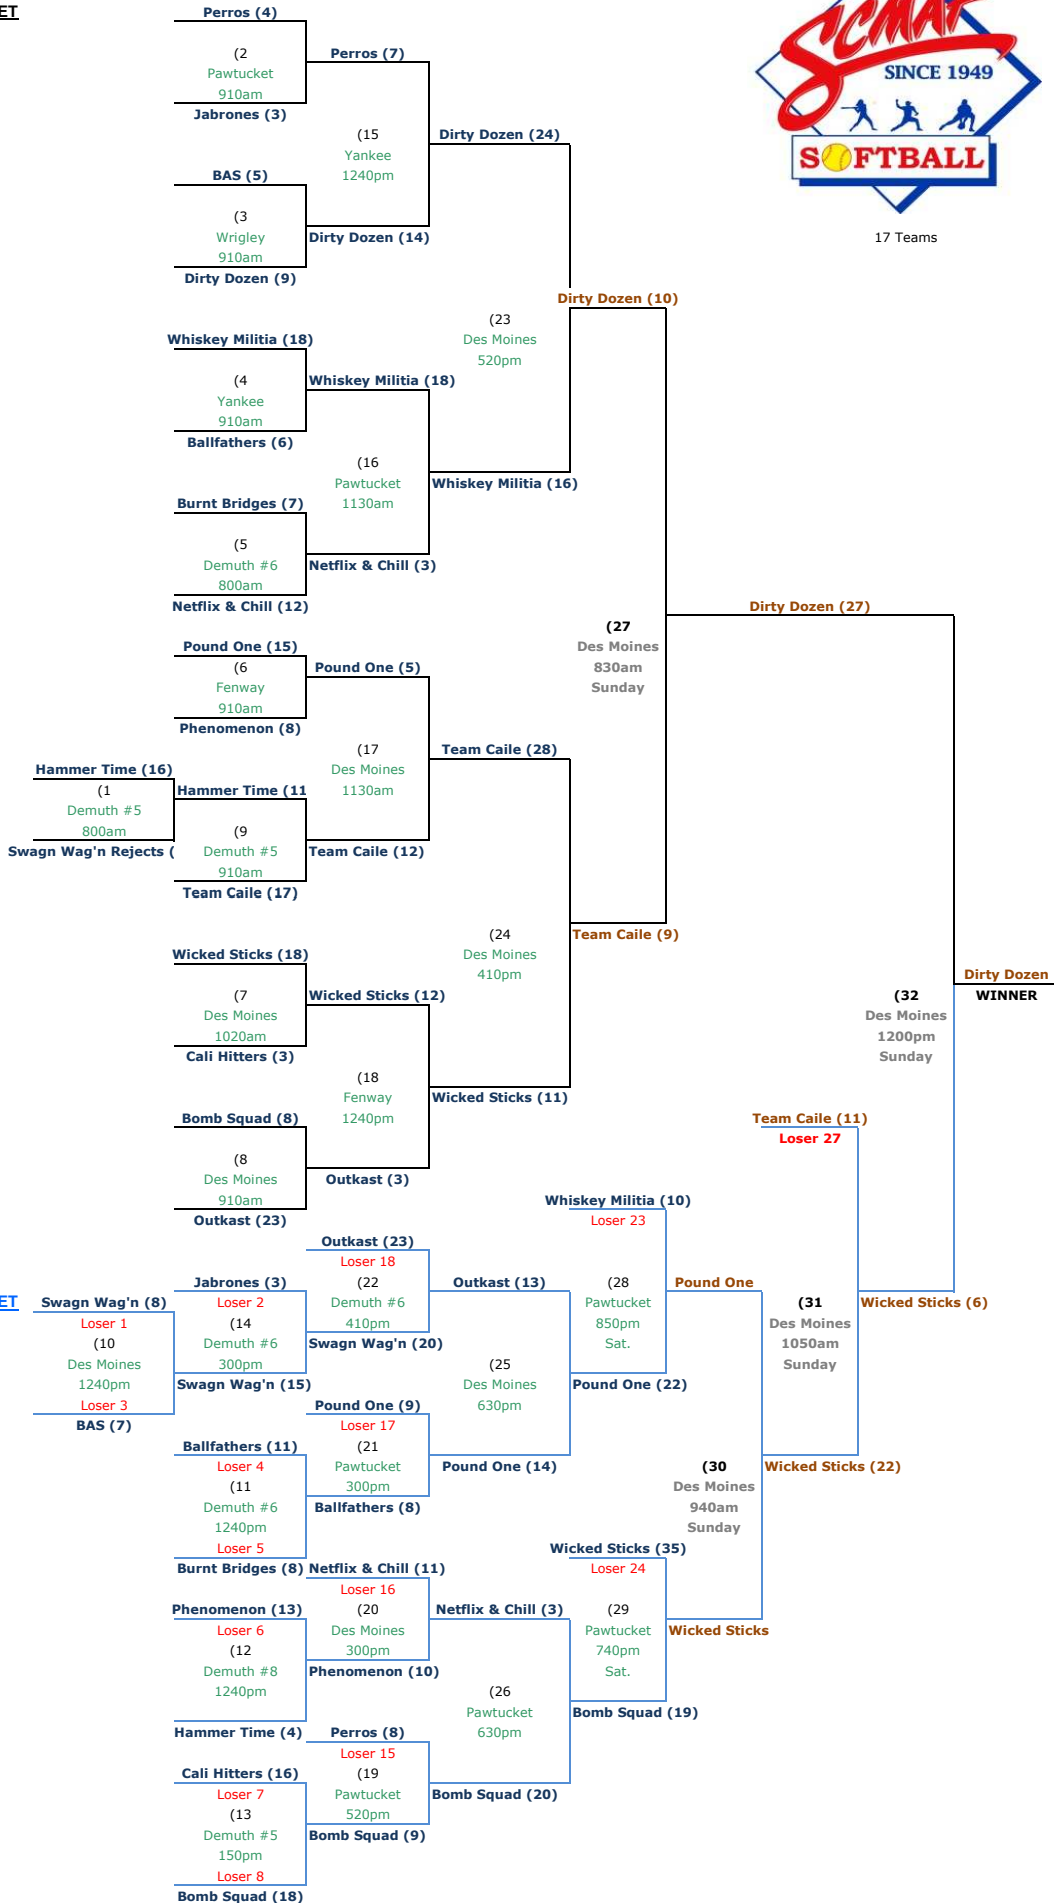 ET
Perros (4)
(2
Pawtucket
910am
Jabrones (3)
Perros (7)
(15
Yankee
1240pm
BAS (5)
(3
Wrigley
910am
Dirty Dozen (9)
Dirty Dozen (14)
Dirty Dozen (24)
SCMAF
SINCE 1949
SOFTBALL
17 Teams
Whiskey Militia (18)
(4
Yankee
910am
Ballfathers (6)
Whiskey Militia (18)
(16
Pawtucket
1130am
Burnt Bridges (7)
(5
Demuth #6
800am
Netflix & Chill (12)
Netflix & Chill (3)
Whiskey Militia (16)
(23
Des Moines
520pm
Dirty Dozen (10)
Pound One (15)
(6
Fenway
910am
Phenomenon (8)
Pound One (5)
(17
Des Moines
1130am
Hammer Time (16)
(1
Demuth #5
800am
Swagn Wag'n Rejects (
Hammer Time (11
(9
Demuth #5
910am
Team Caile (17)
Team Caile (12)
Team Caile (28)
(27
Des Moines
830am
Sunday
Dirty Dozen (27)
Wicked Sticks (18)
(7
Des Moines
1020am
Cali Hitters (3)
Wicked Sticks (12)
(18
Fenway
1240pm
Bomb Squad (8)
(8
Des Moines
910am
Outkast (23)
Outkast (3)
Wicked Sticks (11)
(24
Des Moines
410pm
Team Caile (9)
Dirty Dozen
WINNER
(32
Des Moines
1200pm
Sunday
Team Caile (11)
Loser 27
ET
Swagn Wag'n (8)
Loser 1
(10
Des Moines
1240pm
Loser 3
BAS (7)
Jabrones (3)
Loser 2
(14
Demuth #6
300pm
Swagn Wag'n (15)
Outkast (23)
Loser 18
(22
Demuth #6
410pm
Swagn Wag'n (20)
Outkast (13)
(25
Des Moines
630pm
Whiskey Militia (10)
Loser 23
(28
Pawtucket
850pm
Sat.
Pound One (22)
Pound One
(31
Des Moines
1050am
Sunday
Wicked Sticks (6)
Pound One (9)
Loser 17
(21
Pawtucket
300pm
Ballfathers (8)
Pound One (14)
Ballfathers (11)
Loser 4
(11
Demuth #6
1240pm
Loser 5
Burnt Bridges (8)
(30
Des Moines
940am
Sunday
Wicked Sticks (22)
Netflix & Chill (11)
Loser 16
(20
Des Moines
300pm
Phenomenon (10)
Netflix & Chill (3)
Wicked Sticks (35)
Loser 24
(29
Pawtucket
740pm
Sat.
Wicked Sticks
Bomb Squad (19)
Phenomenon (13)
Loser 6
(12
Demuth #8
1240pm
Hammer Time (4)
(26
Pawtucket
630pm
Perros (8)
Loser 15
(19
Pawtucket
520pm
Bomb Squad (9)
Bomb Squad (20)
Cali Hitters (16)
Loser 7
(13
Demuth #5
150pm
Loser 8
Bomb Squad (18)